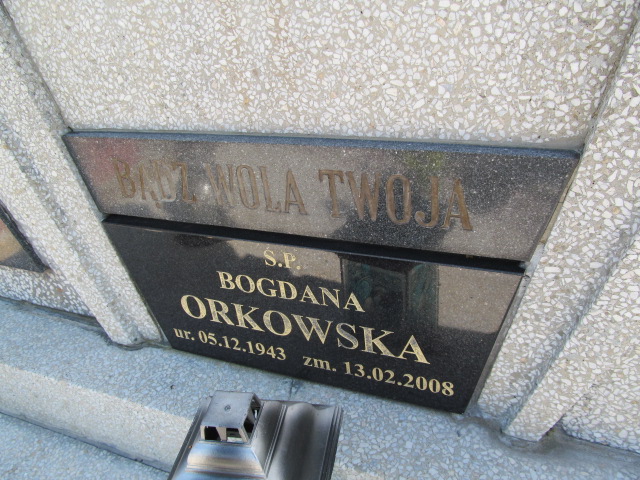 BĄDŹ WOLA TWOJA
Ś.P.
BOGDANA
ORKOWSKA
ur. 05.12.1943 zm. 13.02.2008